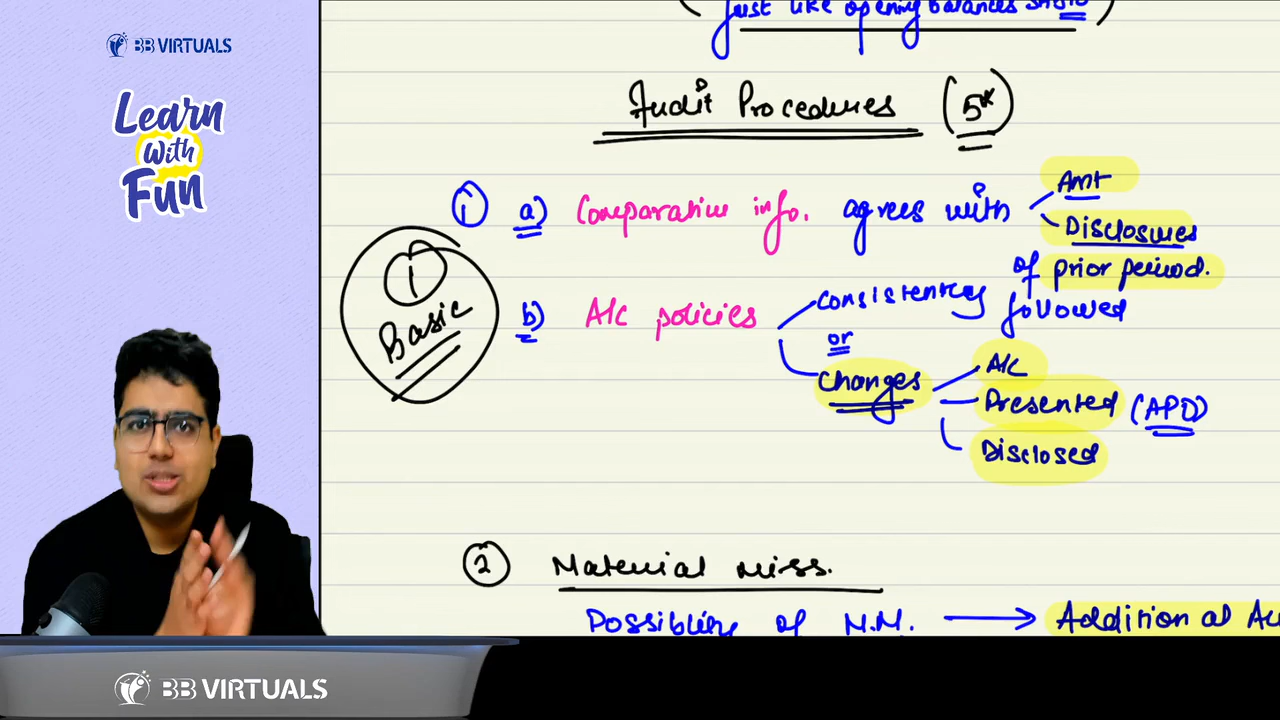 BB VIRTUALS
Learn
With
Fun
(Just like opening balances
Audit Procedures (5*)
① a) Comparative info. agrees with Amt
Disclosures
of prior period.
① Basic
b) A/c policies consistency followed
or
Changes A/c
Presented (APD)
Disclosed
② Material miss.
Possibility of M.M. → Additional Au
BB VIRTUALS